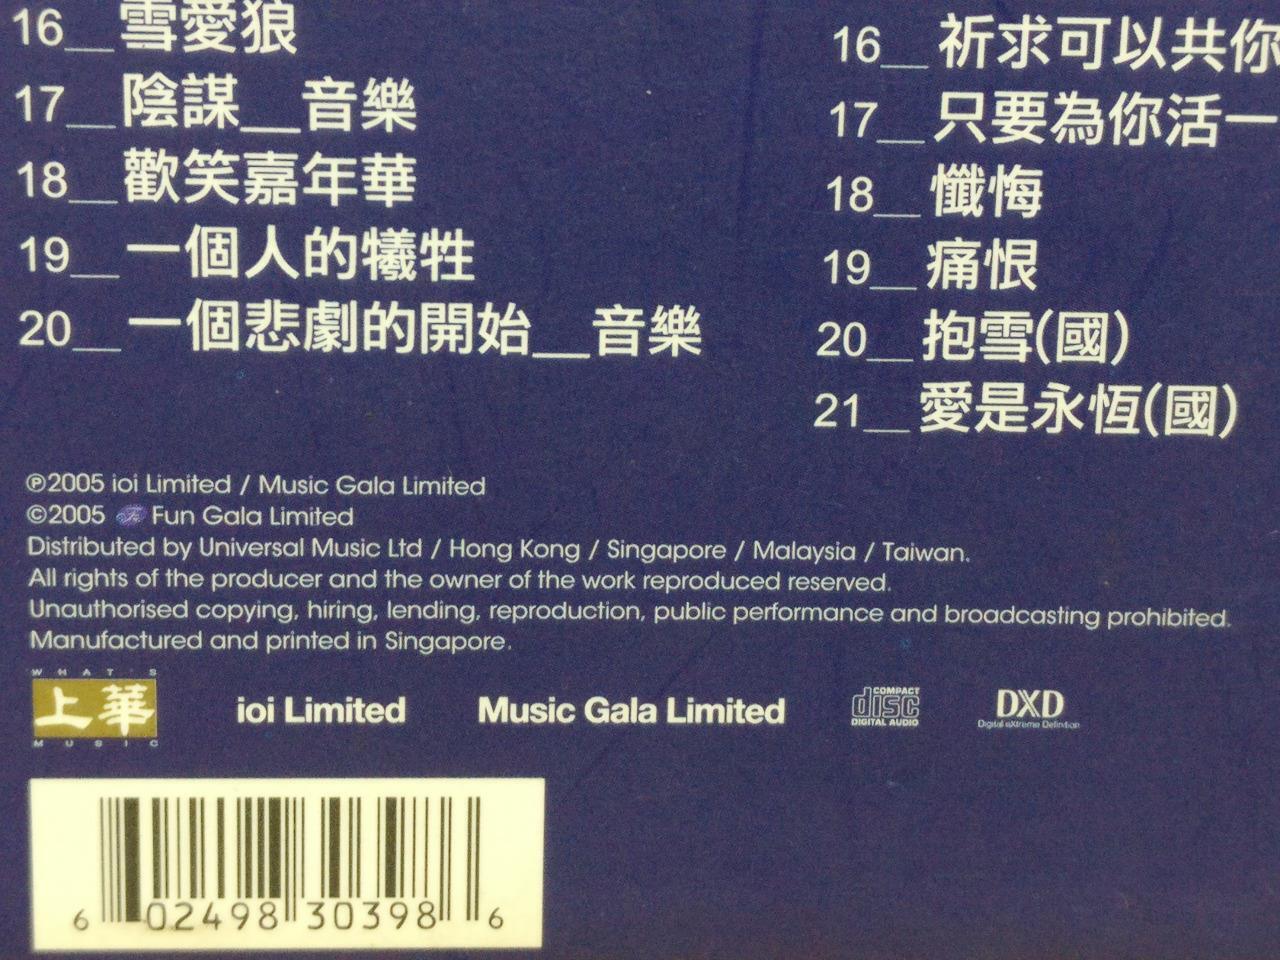 16__雪愛狼
17__陰謀__音樂
18__歡笑嘉年華
19__一個人的犧牲
20__一個悲劇的開始__音樂
16__祈求可以共你
17__只要為你活一
18__懺悔
19__痛恨
20__抱雪(國)
21__愛是永恆(國)
℗2005 ioi Limited / Music Gala Limited
©2005 Fun Gala Limited
Distributed by Universal Music Ltd / Hong Kong / Singapore / Malaysia / Taiwan.
All rights of the producer and the owner of the work reproduced reserved.
Unauthorised copying, hiring, lending, reproduction, public performance and broadcasting prohibited.
Manufactured and printed in Singapore.
WHAT'S
上華
MUSIC
ioi Limited
Music Gala Limited
COMPACT
disc
DIGITAL AUDIO
DXD
Digital eXtreme Definition
6 02498 30398 6